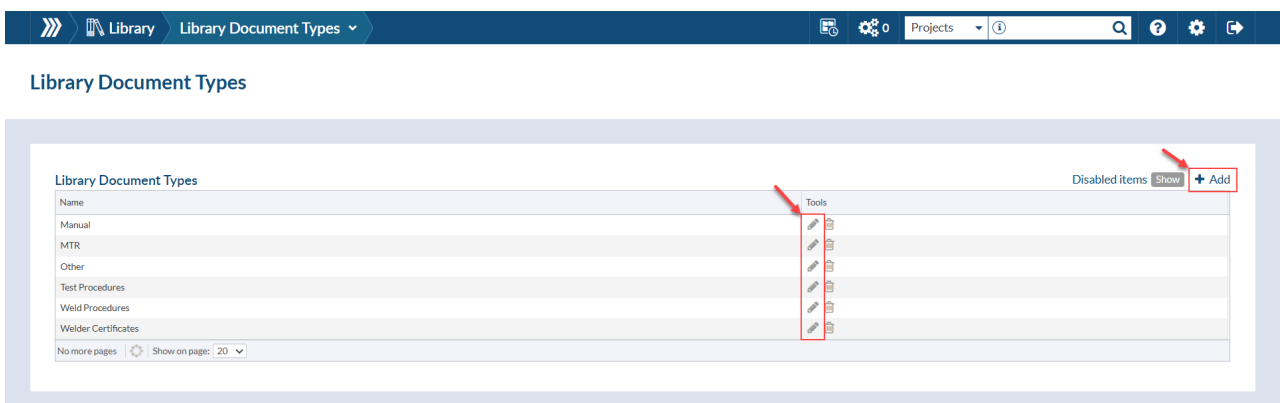 Library Library Document Types 0 Projects
Library Document Types
Library Document Types Disabled items Show + Add
Name Tools
Manual
MTR
Other
Test Procedures
Weld Procedures
Welder Certificates
No more pages Show on page: 20